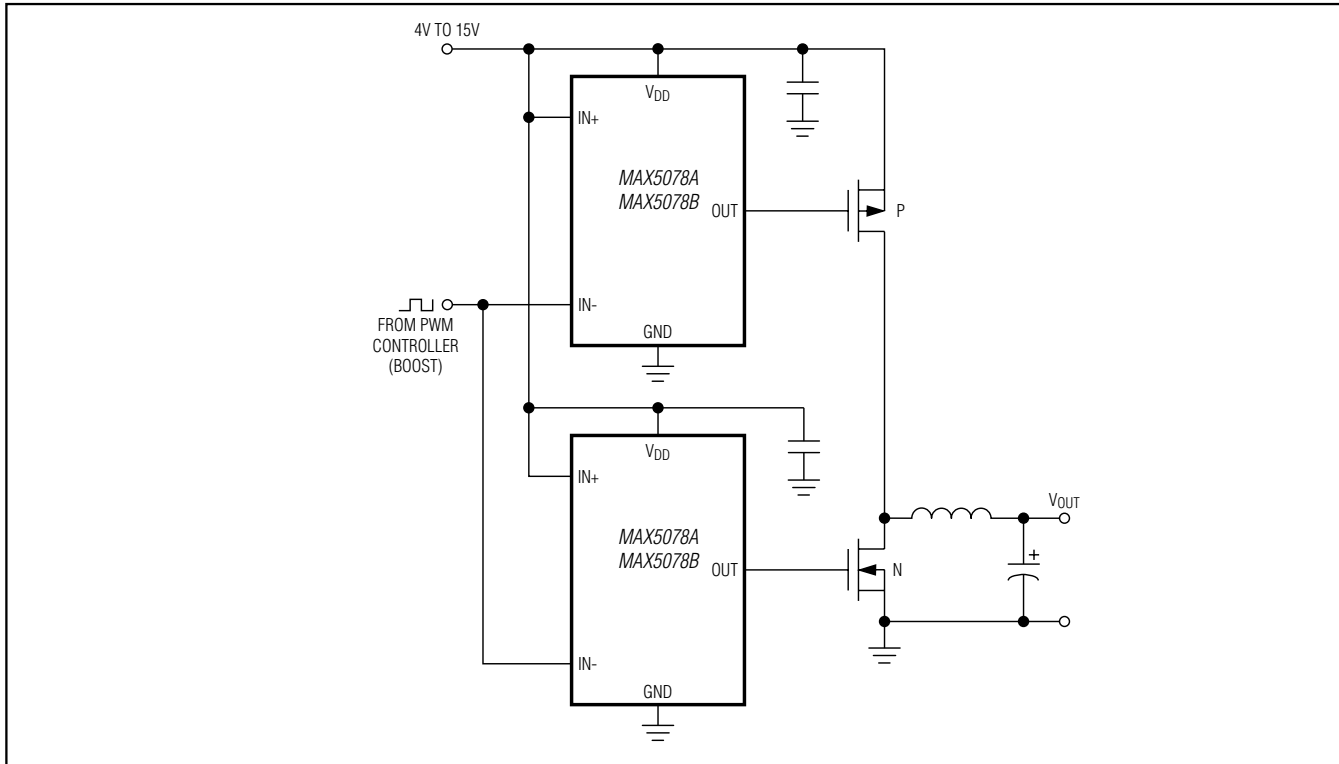 4V TO 15V
VDD
IN+
MAX5078A
MAX5078B
OUT
P
IN-
FROM PWM
CONTROLLER
(BOOST)
GND
VDD
IN+
MAX5078A
MAX5078B
OUT
VOUT
+
N
IN-
GND